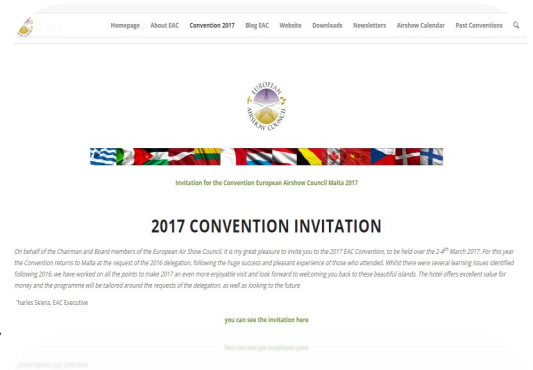 Homepage About EAC Convention 2017 Blog EAC Website Downloads Newsletters Airshow Calendar Past Conventions
EUROPEAN
AIRSHOW COUNCIL
Invitation for the Convention European Airshow Council Malta 2017
2017 CONVENTION INVITATION
On behalf of the Chairman and Board members of the European Air Show Council, it is my great pleasure to invite you to the 2017 EAC Convention, to be held over the 2-4th March 2017. For this year
the Convention returns to Malta at the request of the 2016 delegation, following the huge success and pleasant experience of those who attended. Whilst there were several learning issues identified
following 2016, we have worked on all the points to make 2017 an even more enjoyable visit and look forward to welcoming you back to these beautiful islands. The hotel offers excellent value for
money and the programme will be tailored around the requests of the delegation, as well as looking to the future
harles Skiera, EAC Executive
you can see the invitation here